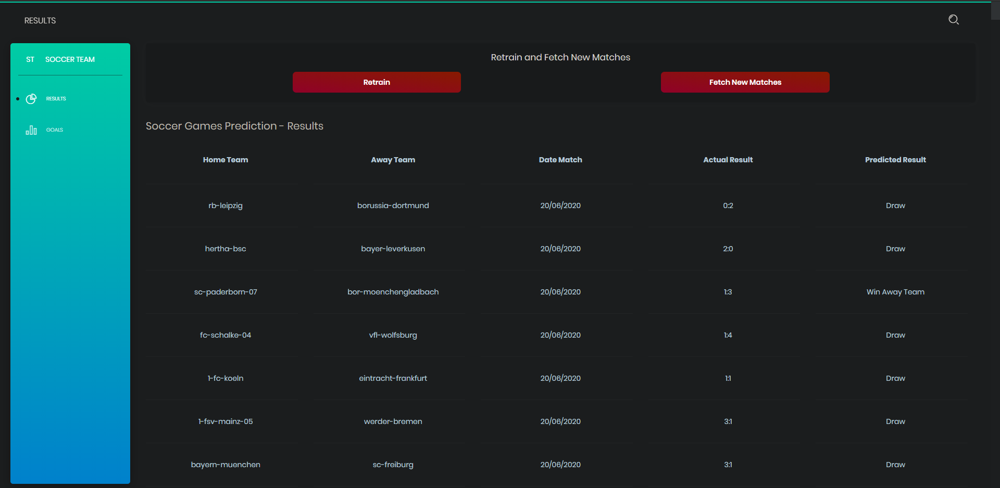 RESULTS
ST SOCCER TEAM
RESULTS
GOALS
Retrain and Fetch New Matches
Retrain Fetch New Matches
Soccer Games Prediction - Results
Home Team Away Team Date Match Actual Result Predicted Result
rb-leipzig borussia-dortmund 20/06/2020 0:2 Draw
hertha-bsc bayer-leverkusen 20/06/2020 2:0 Draw
sc-paderborn-07 bor-moenchengladbach 20/06/2020 1:3 Win Away Team
fc-schalke-04 vfl-wolfsburg 20/06/2020 1:4 Draw
1-fc-koeln eintracht-frankfurt 20/06/2020 1:1 Draw
1-fsv-mainz-05 werder-bremen 20/06/2020 3:1 Draw
bayern-muenchen sc-freiburg 20/06/2020 3:1 Draw